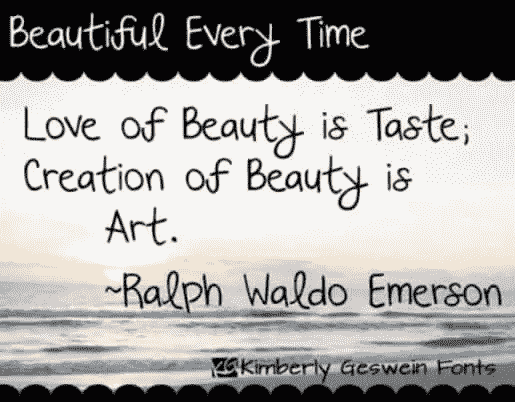 Beautiful Every Time
Love of Beauty is Taste;
Creation of Beauty is
Art.
~Ralph Waldo Emerson
KG Kimberly Geswein Fonts